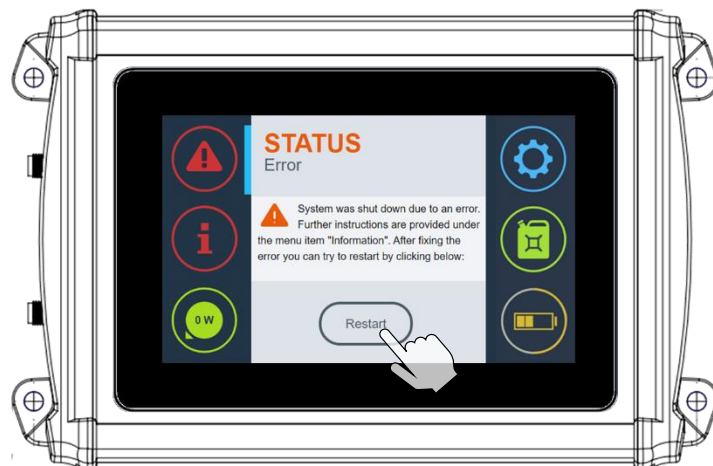 STATUS
Error
System was shut down due to an error.
Further instructions are provided under
the menu item "Information". After fixing the
error you can try to restart by clicking below:
0 W
Restart